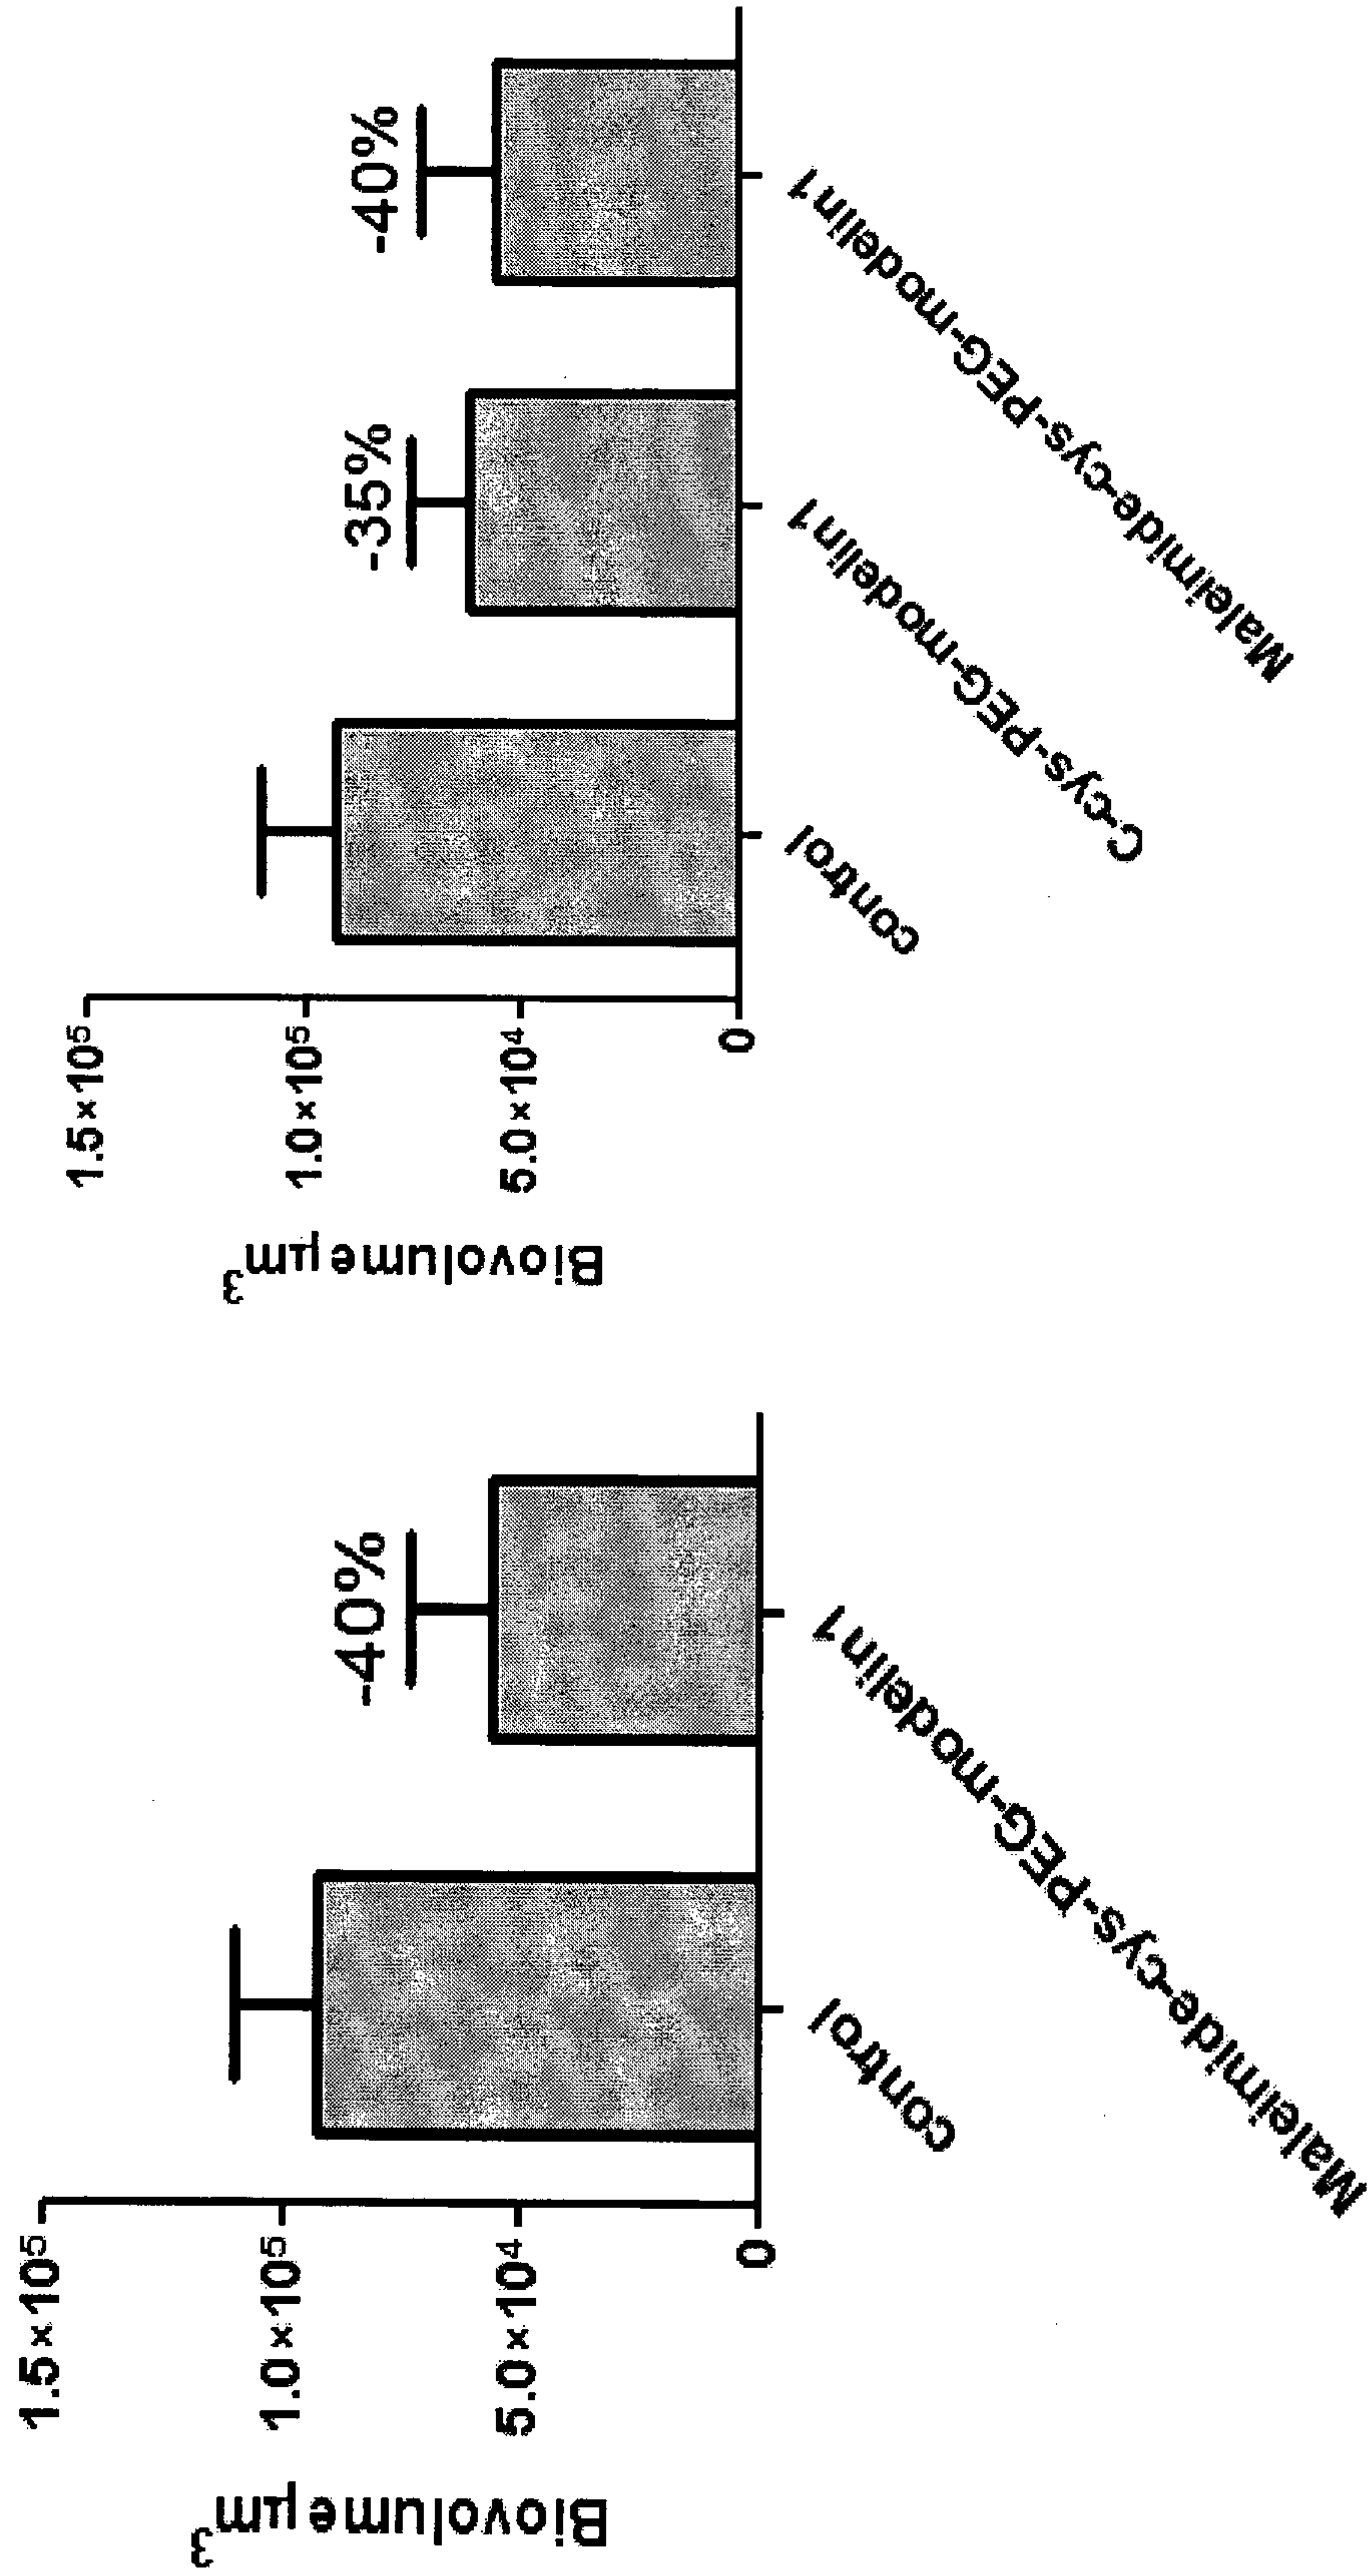 Biovolume µm³
1.5×10⁵
1.0×10⁵
5.0×10⁴
0
-40%
control
Maleimide-cys-PEG-modelin1
Biovolume µm³
1.5×10⁵
1.0×10⁵
5.0×10⁴
0
-35%
-40%
control
C-cys-PEG-modelin1
Maleimide-cys-PEG-modelin1